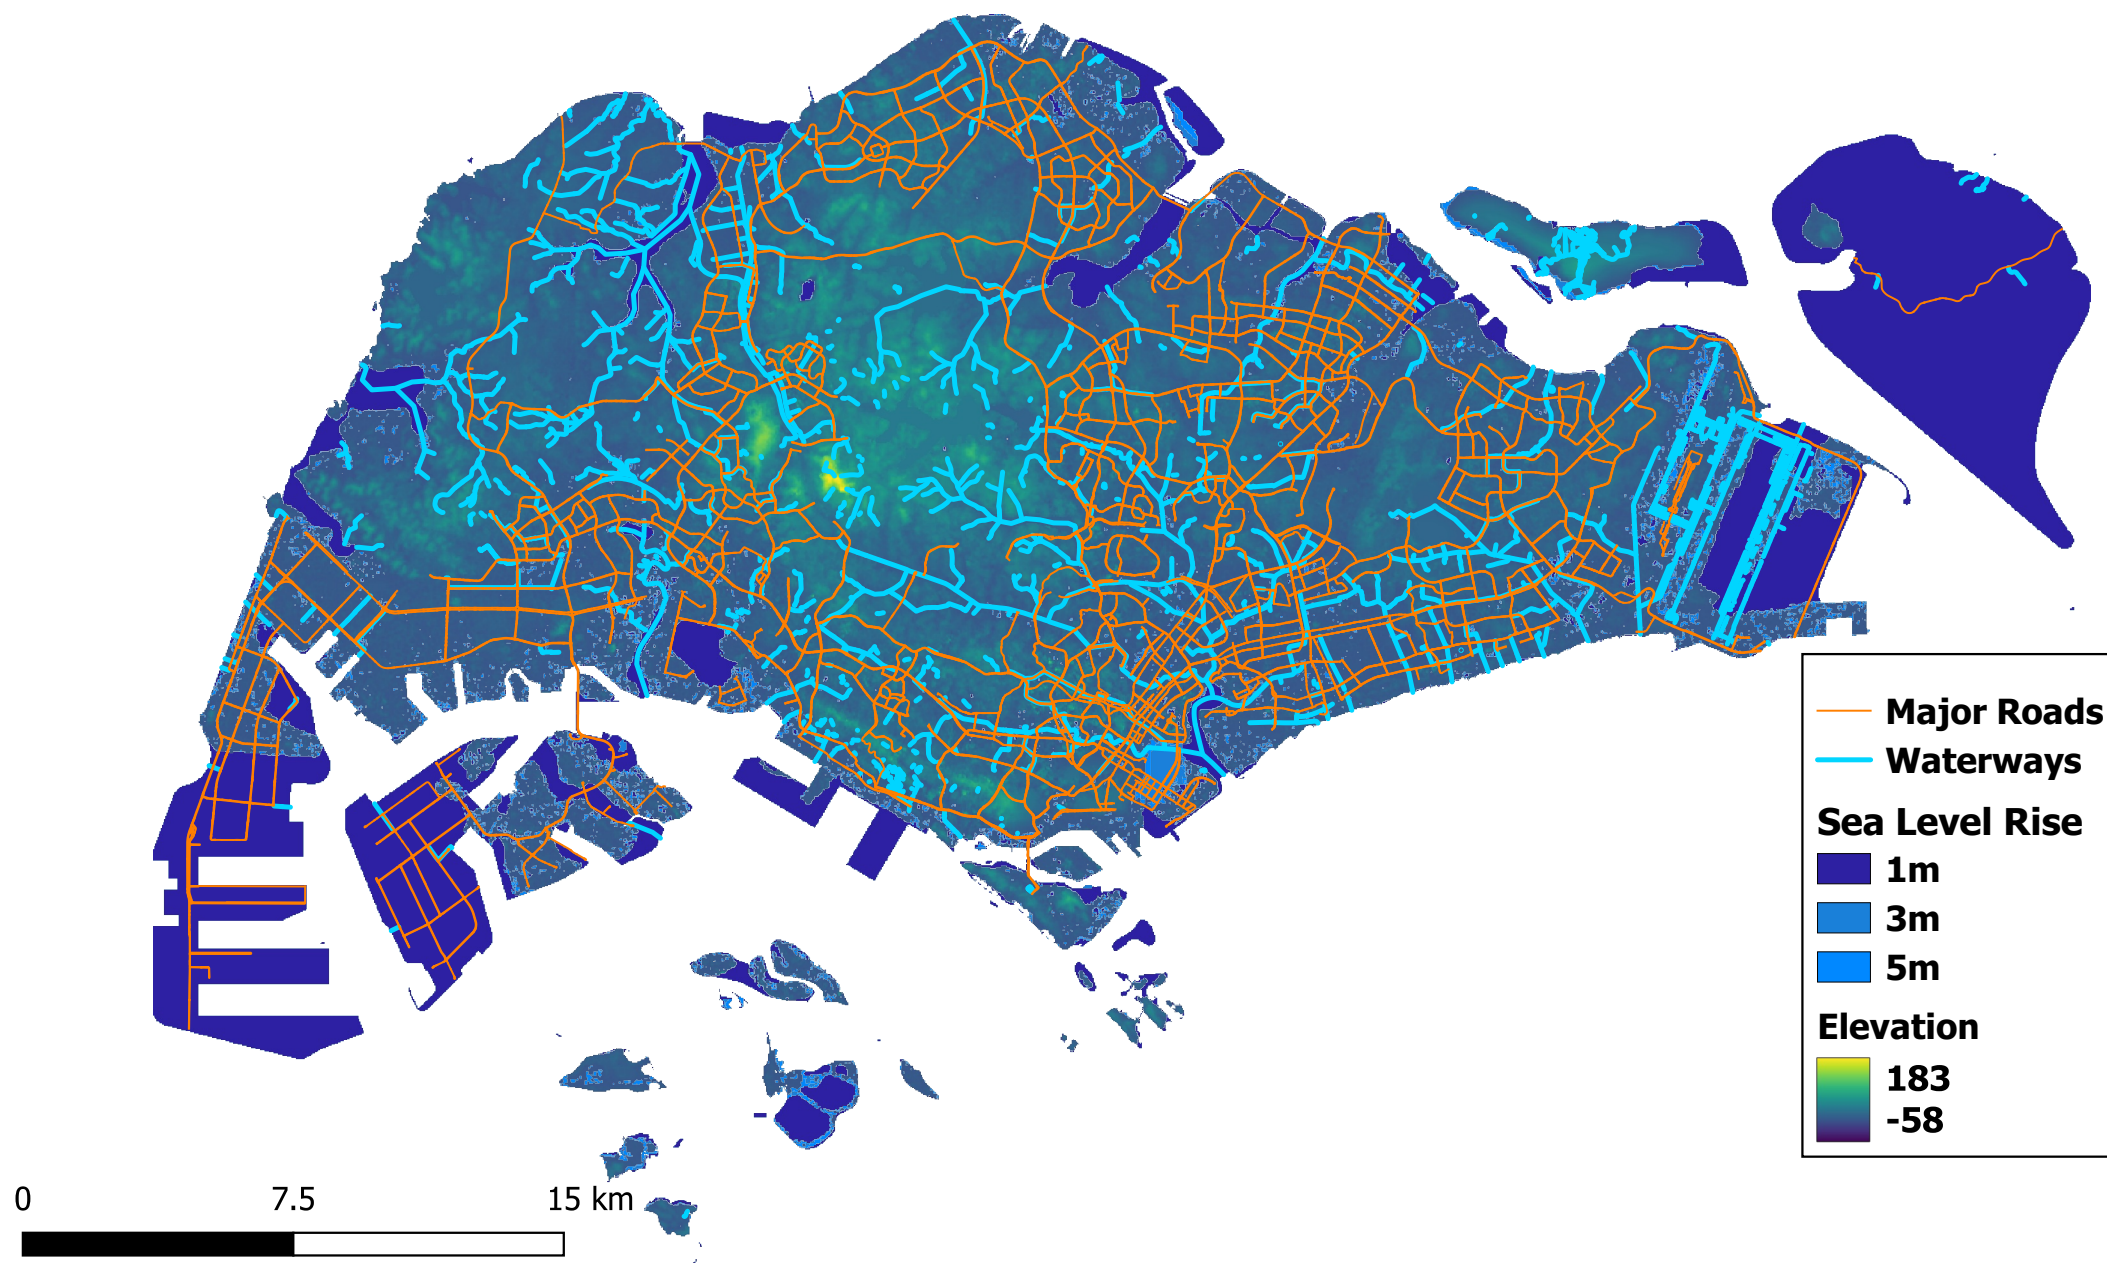 Major Roads
Waterways
Sea Level Rise
1m
3m
5m
Elevation
183
-58
0 7.5 15 km